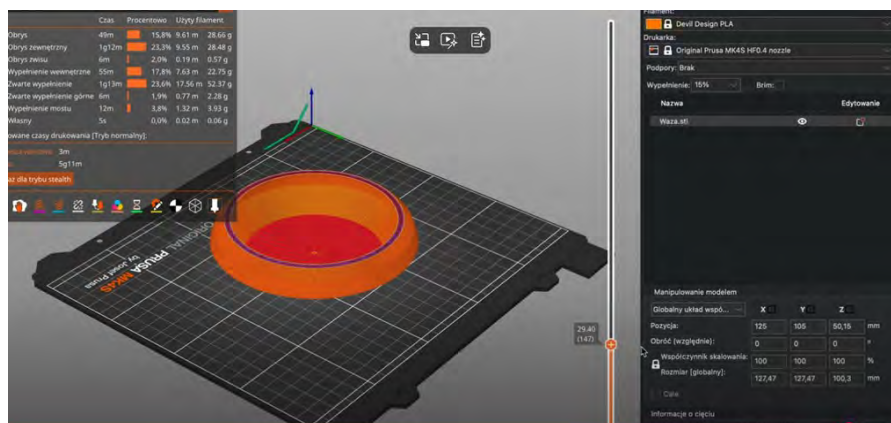 Czas Procentowo Użyty filament
Obrys 49m 15,8% 9.61 m 28.66 g
Obrys zewnętrzny 1g12m 23,3% 9.55 m 28.48 g
Obrys zwisu 6m 2,0% 0.19 m 0.57 g
Wypełnienie wewnętrzne 55m 17,8% 7.63 m 22.75 g
Zwarte wypełnienie 1g13m 23,6% 17.56 m 52.37 g
Zwarte wypełnienie górne 6m 1,9% 0.77 m 2.28 g
Wypełnienie mostu 12m 3,8% 1.32 m 3.93 g
Własny 5s 0,0% 0.02 m 0.06 g
owane czasy drukowania [Tryb normalny]:
3m
5g11m
aż dla trybu stealth
ORIGINAL PRUSA MK4S
by Josef Prusa
29.40
(147)
Filament:
Devil Design PLA
Drukarka:
Original Prusa MK4S HF0.4 nozzle
Podpory: Brak
Wypełnienie: 15% Brim:
Nazwa Edytowanie
Waza.stl
Manipulowanie modelem
Globalny układ wspó... X Y Z
Pozycja: 125 105 50,15 mm
Obróć (względnie): 0 0 0 °
Współczynnik skalowania: 100 100 100 %
Rozmiar [globalny]: 127,47 127,47 100,3 mm
Cale
Informacje o cięciu